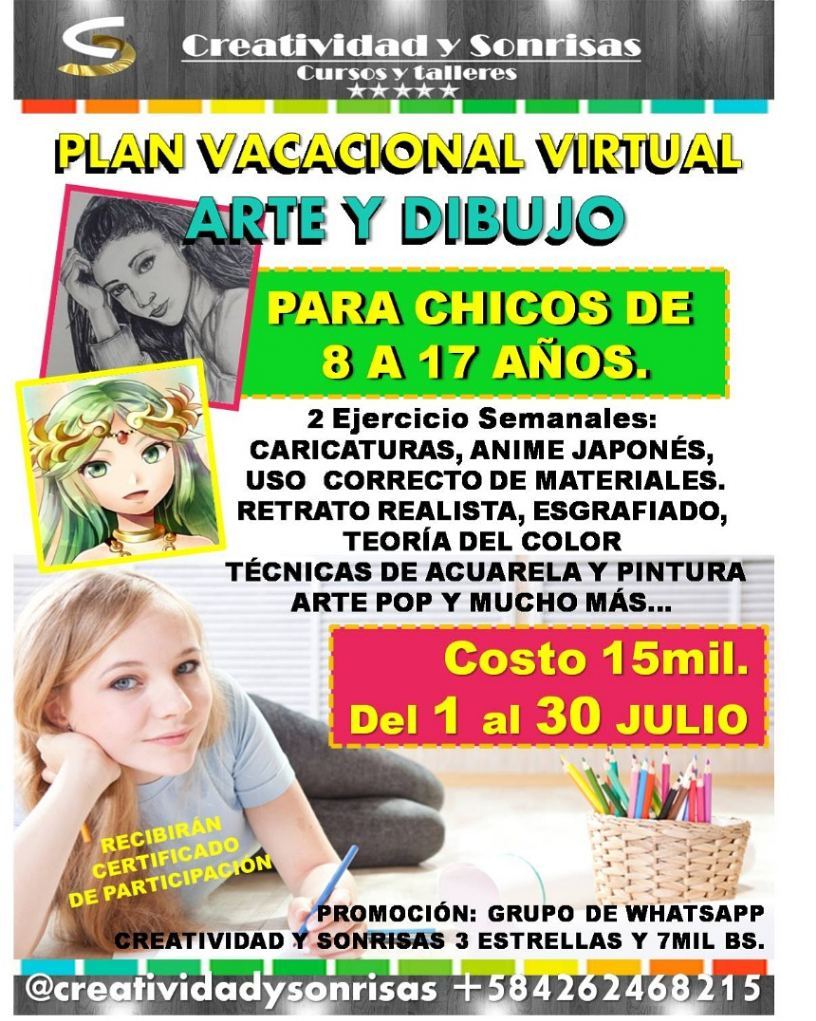 Creatividad y Sonrisas
Cursos y talleres
PLAN VACACIONAL VIRTUAL
ARTE Y DIBUJO
PARA CHICOS DE
8 A 17 AÑOS.
2 Ejercicio Semanales:
CARICATURAS, ANIME JAPONÉS,
USO CORRECTO DE MATERIALES.
RETRATO REALISTA, ESGRAFIADO,
TEORÍA DEL COLOR
TÉCNICAS DE ACUARELA Y PINTURA
ARTE POP Y MUCHO MÁS...
Costo 15mil.
Del 1 al 30 JULIO
RECIBIRÁN
CERTIFICADO
DE PARTICIPACIÓN
PROMOCIÓN: GRUPO DE WHATSAPP
CREATIVIDAD Y SONRISAS 3 ESTRELLAS Y 7MIL BS.
@creatividadysonrisas +584262468215